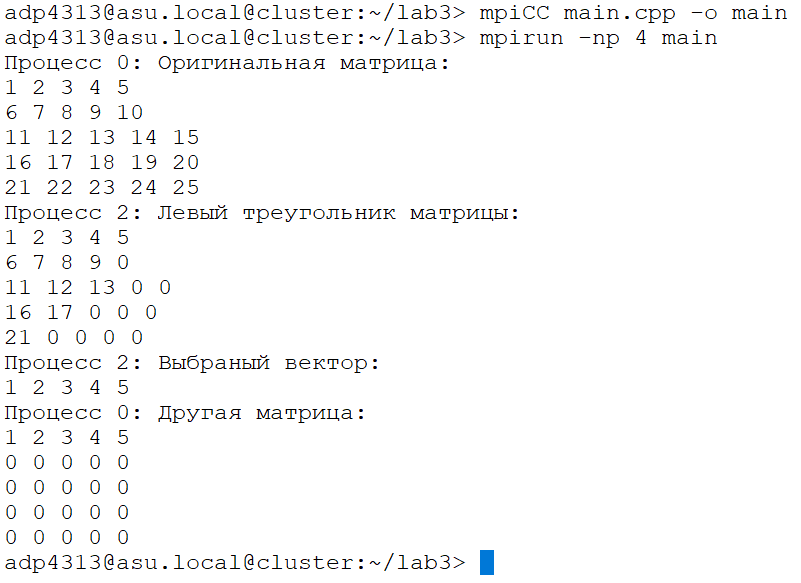 adp4313@asu.local@cluster:~/lab3> mpiCC main.cpp -o main
adp4313@asu.local@cluster:~/lab3> mpirun -np 4 main
Процесс 0: Оригинальная матрица:
1 2 3 4 5
6 7 8 9 10
11 12 13 14 15
16 17 18 19 20
21 22 23 24 25
Процесс 2: Левый треугольник матрицы:
1 2 3 4 5
6 7 8 9 0
11 12 13 0 0
16 17 0 0 0
21 0 0 0 0
Процесс 2: Выбраный вектор:
1 2 3 4 5
Процесс 0: Другая матрица:
1 2 3 4 5
0 0 0 0 0
0 0 0 0 0
0 0 0 0 0
0 0 0 0 0
adp4313@asu.local@cluster:~/lab3>